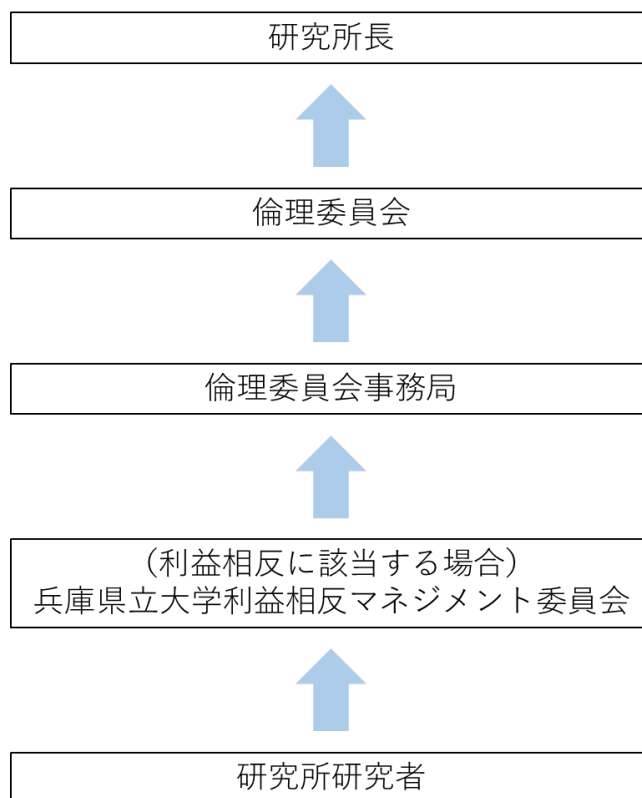 研究所長
倫理委員会
倫理委員会事務局
（利益相反に該当する場合）
兵庫県立大学利益相反マネジメント委員会
研究所研究者